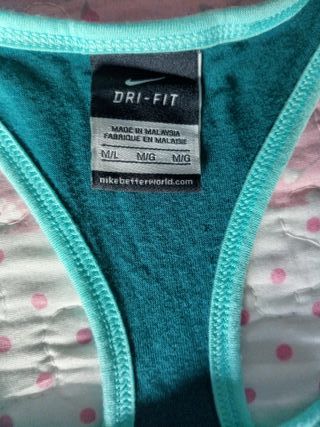 DRI-FIT
MADE IN MALAYSIA
FABRIQUÉ EN MALAISIE
M/L M/G M/G
nikebetterworld.com